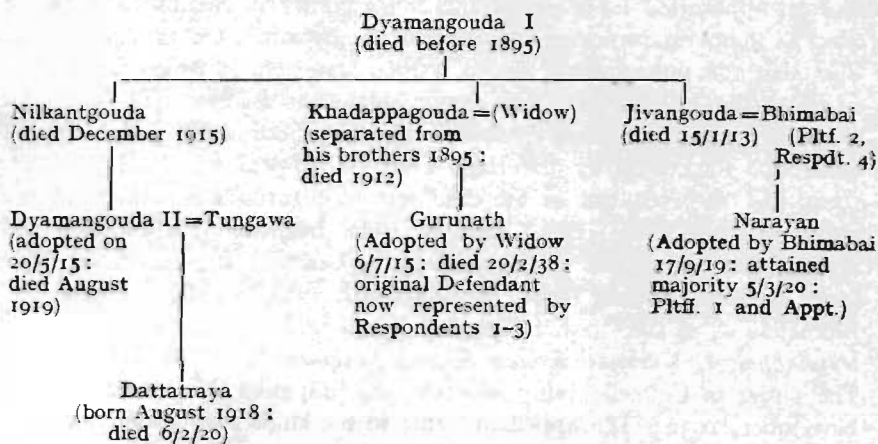 Dyamangouda I
(died before 1895)
Nilkantgouda
(died December 1915)
Khadappagouda=(Widow)
(separated from
his brothers 1895 :
died 1912)
Jivangouda=Bhimabai
(died 15/1/13) (Pltf. 2,
Respdt. 4)
Dyamangouda II=Tungawa
(adopted on
20/5/15 :
died August
1919)
Gurunath
(Adopted by Widow
6/7/15 : died 20/2/38 :
original Defendant
now represented by
Respondents 1-3)
Narayan
(Adopted by Bhimabai
17/9/19 : attained
majority 5/3/20 :
Pltff. 1 and Appt.)
Dattatraya
(born August 1918 :
died 6/2/20)